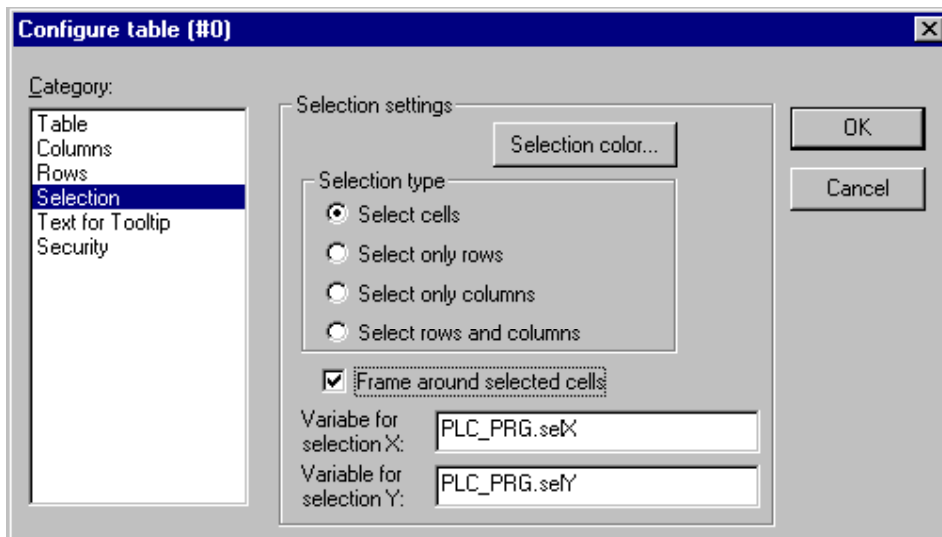 Configure table (#0)
Category:
Table
Columns
Rows
Selection
Text for Tooltip
Security
Selection settings
Selection color...
Selection type
Select cells
Select only rows
Select only columns
Select rows and columns
Frame around selected cells
Variabe for
selection X:
PLC_PRG.selX
Variable for
selection Y:
PLC_PRG.selY
OK
Cancel